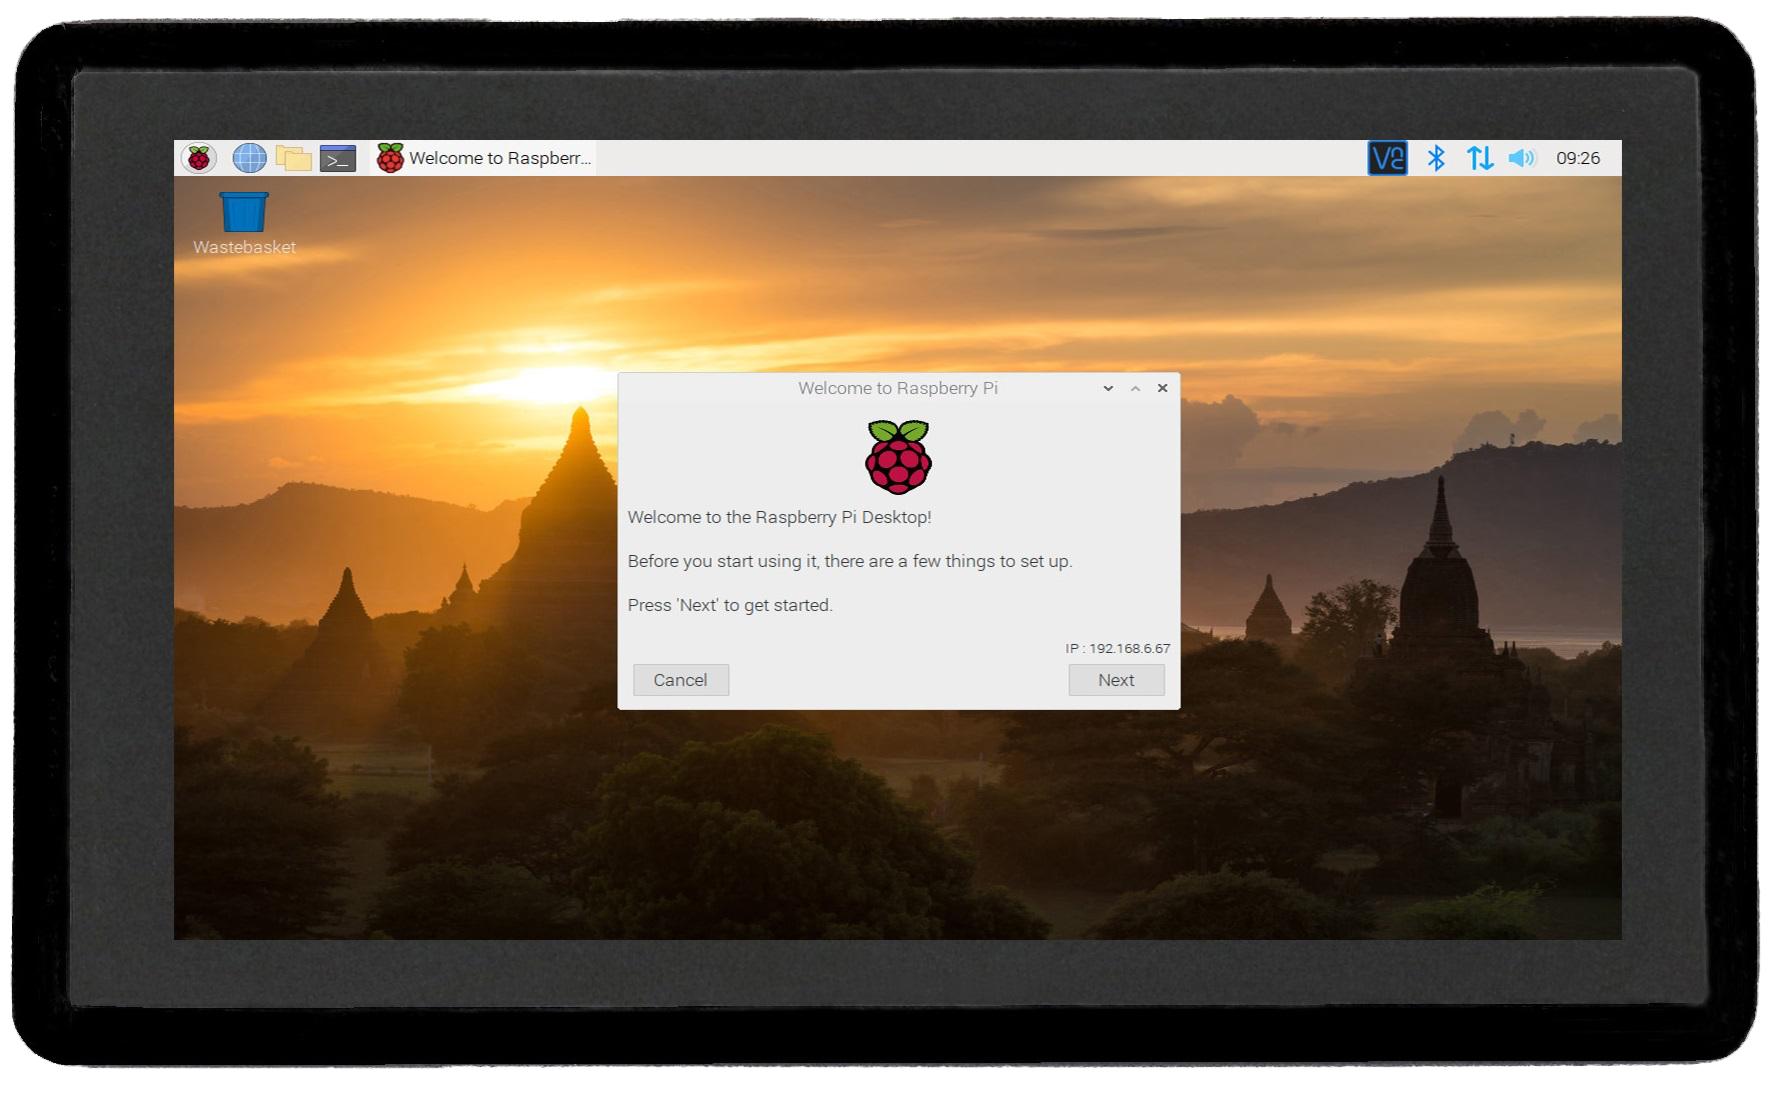 Welcome to Raspberr...
09:26
Wastebasket
Welcome to Raspberry Pi
Welcome to the Raspberry Pi Desktop!
Before you start using it, there are a few things to set up.
Press 'Next' to get started.
IP : 192.168.6.67
Cancel
Next